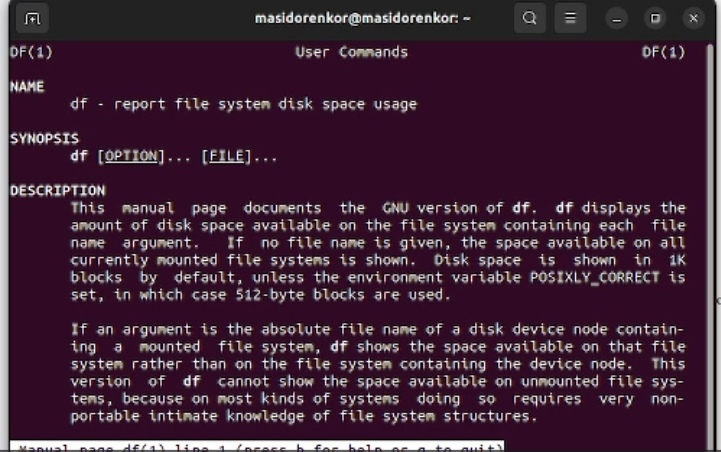 masidorenkor@masidorenkor: ~
DF(1) User Commands DF(1)
NAME
df - report file system disk space usage
SYNOPSIS
df [OPTION]... [FILE]...
DESCRIPTION
This manual page documents the GNU version of df. df displays the
amount of disk space available on the file system containing each file
name argument. If no file name is given, the space available on all
currently mounted file systems is shown. Disk space is shown in 1K
blocks by default, unless the environment variable POSIXLY_CORRECT is
set, in which case 512-byte blocks are used.
If an argument is the absolute file name of a disk device node contain-
ing a mounted file system, df shows the space available on that file
system rather than on the file system containing the device node. This
version of df cannot show the space available on unmounted file sys-
tems, because on most kinds of systems doing so requires very non-
portable intimate knowledge of file system structures.
Manual page df(1) line 1 (press h for help or q to quit)